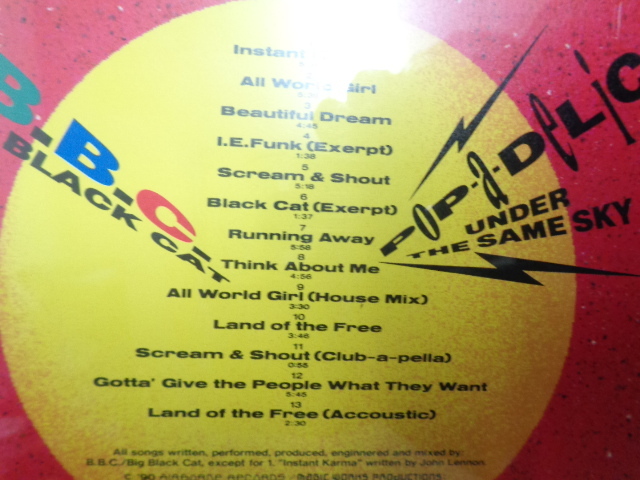 Instant
All World Girl
3
Beautiful Dream
4:45
4
I.E.Funk (Exerpt)
1:38
5
Scream & Shout
5:18
6
Black Cat (Exerpt)
1:37
7
Running Away
5:58
8
Think About Me
4:56
9
All World Girl (House Mix)
3:30
10
Land of the Free
3:46
11
Scream & Shout (Club-a-pella)
0:55
12
Gotta' Give the People What They Want
5:45
13
Land of the Free (Accoustic)
2:30
B.B.C.
BLACK CAT
POP-a-DeLiC
UNDER
THE SAME SKY
All songs written, performed, produced, enginnered and mixed by:
B.B.C./Big Black Cat, except for 1. "Instant Karma" written by John Lennon.